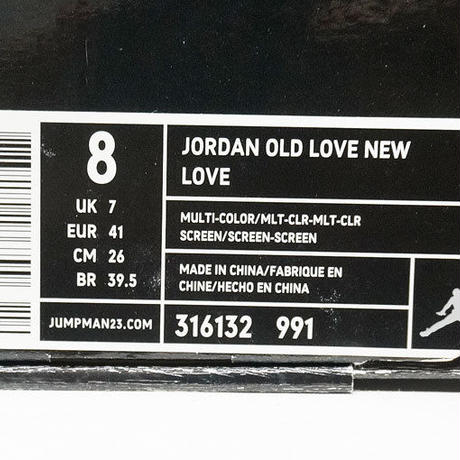 8
UK 7
EUR 41
CM 26
BR 39.5
JUMPMAN23.COM
JORDAN OLD LOVE NEW
LOVE
MULTI-COLOR/MLT-CLR-MLT-CLR
SCREEN/SCREEN-SCREEN
MADE IN CHINA/FABRIQUE EN
CHINE/HECHO EN CHINA
316132 991